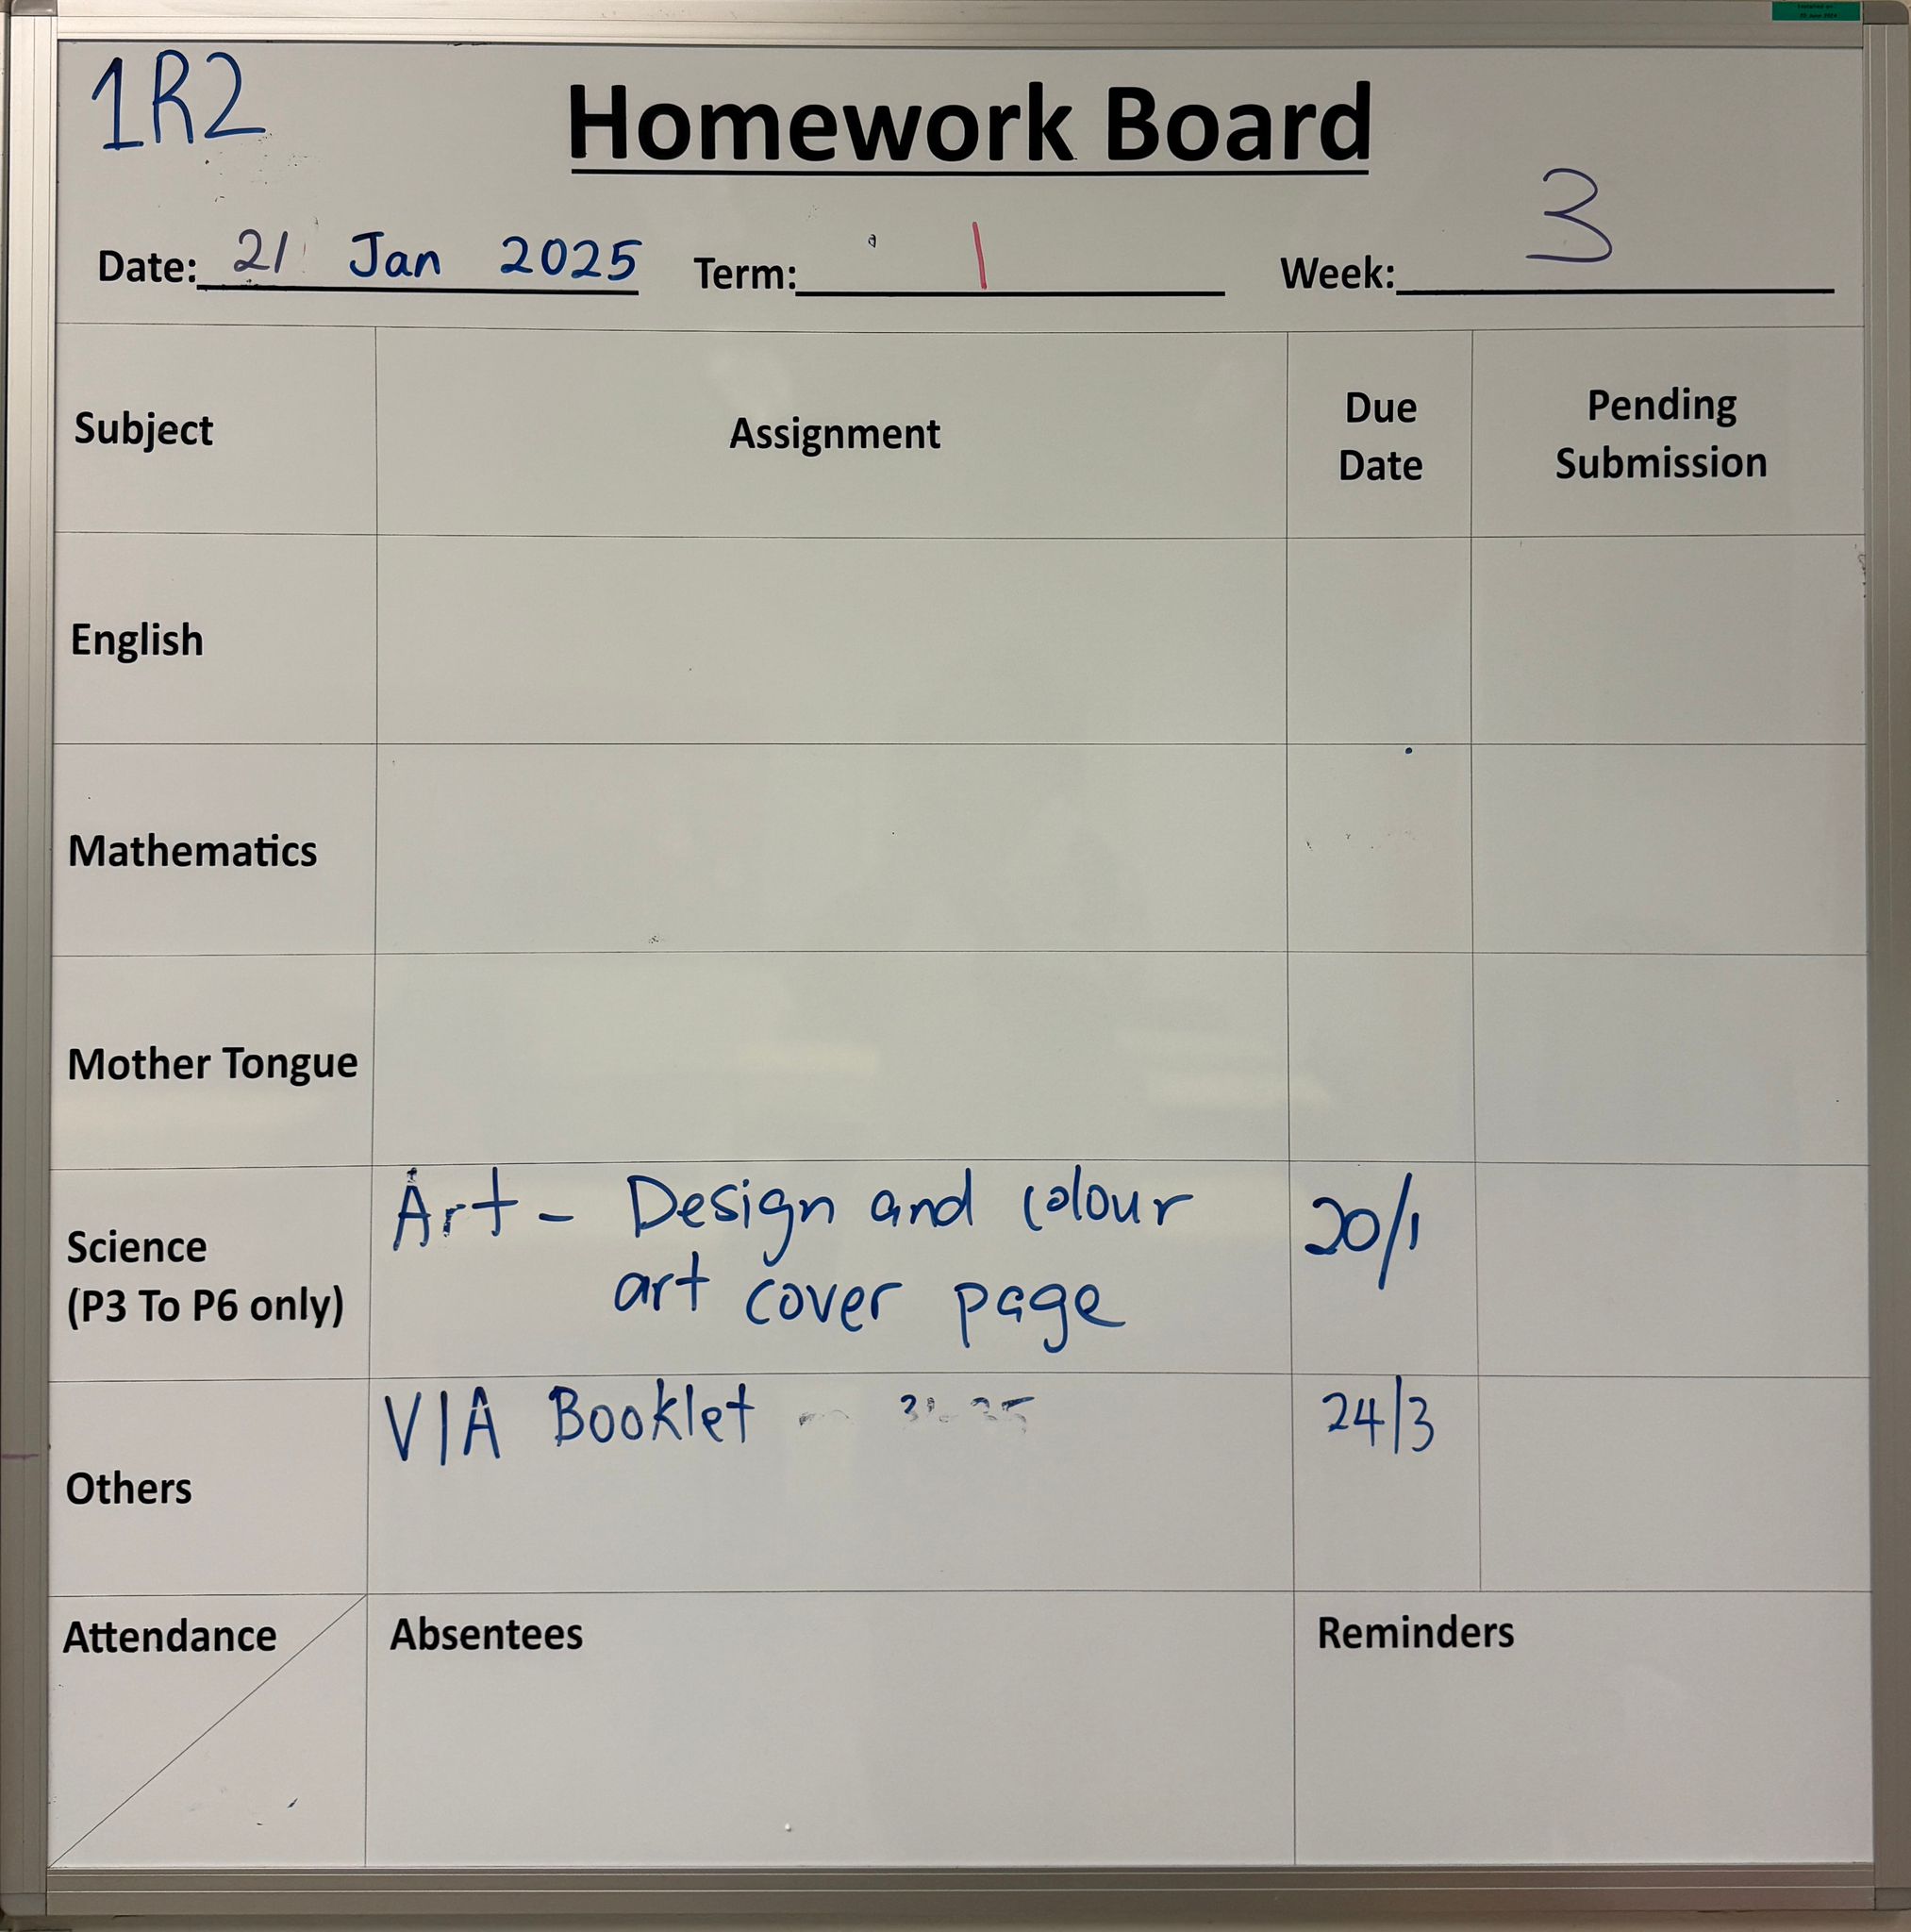 1R2
Homework Board
Date: 21 Jan 2025 Term: 1 Week: 3
Subject Assignment Due Date Pending Submission
English
Mathematics
Mother Tongue
Science (P3 To P6 only)
Art - Design and colour
art cover page
20/1
Others
VIA Booklet
24/3
Attendance Absentees Reminders